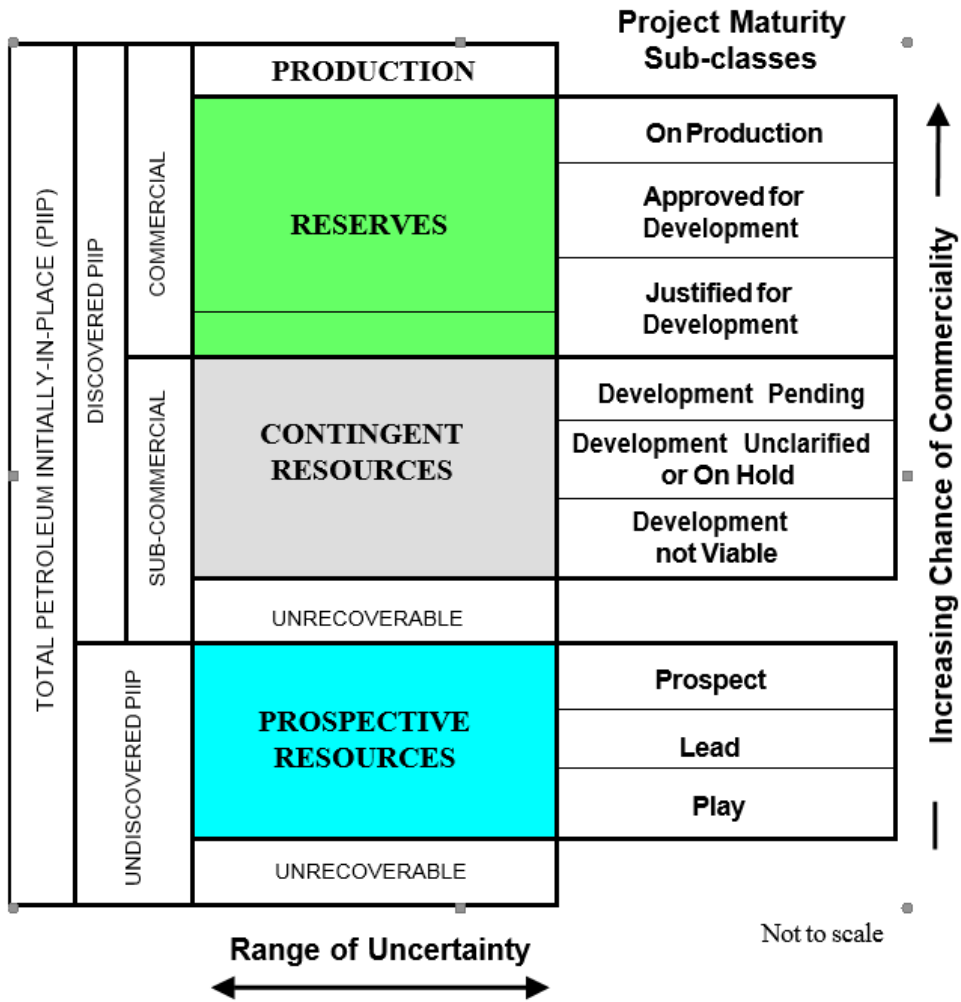 Project Maturity
Sub-classes
PRODUCTION
On Production
RESERVES
Approved for
Development
Justified for
Development
COMMERCIAL
DISCOVERED PIIP
TOTAL PETROLEUM INITIALLY-IN-PLACE (PIIP)
SUB-COMMERCIAL
CONTINGENT
RESOURCES
Development Pending
Development Unclarified
or On Hold
Development
not Viable
UNRECOVERABLE
UNDISCOVERED PIIP
PROSPECTIVE
RESOURCES
Prospect
Lead
Play
UNRECOVERABLE
Increasing Chance of Commerciality
Range of Uncertainty
Not to scale